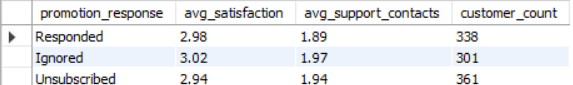 promotion_response avg_satisfaction avg_support_contacts customer_count
Responded 2.98 1.89 338
Ignored 3.02 1.97 301
Unsubscribed 2.94 1.94 361